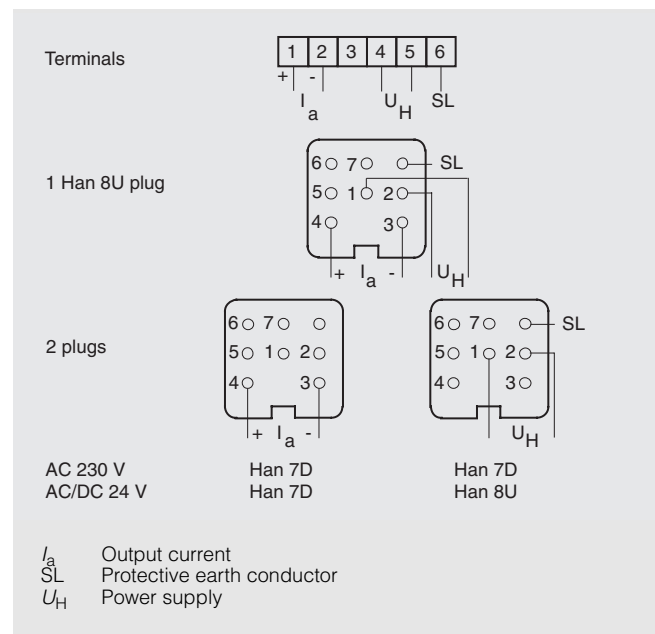 Terminals 1 2 3 4 5 6
+ -
I a U H SL
6 7 SL
1 Han 8U plug 5 1 2
4 3
+ I a - U H
6 7 6 7 SL
2 plugs 5 1 2 5 1 2
4 3 4 3
+ I a - U H
AC 230 V Han 7D Han 7D
AC/DC 24 V Han 7D Han 8U
I a Output current
SL Protective earth conductor
U H Power supply